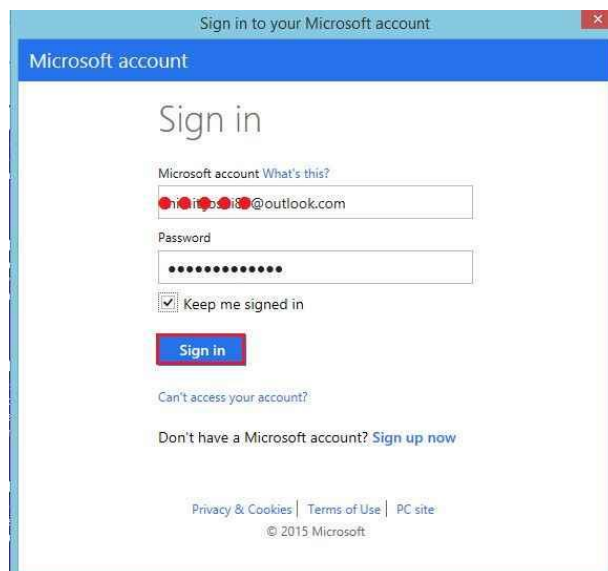 Sign in to your Microsoft account
Microsoft account
Sign in
Microsoft account What's this?
@outlook.com
Password
Keep me signed in
Sign in
Can't access your account?
Don't have a Microsoft account? Sign up now
Privacy & Cookies | Terms of Use | PC site
© 2015 Microsoft